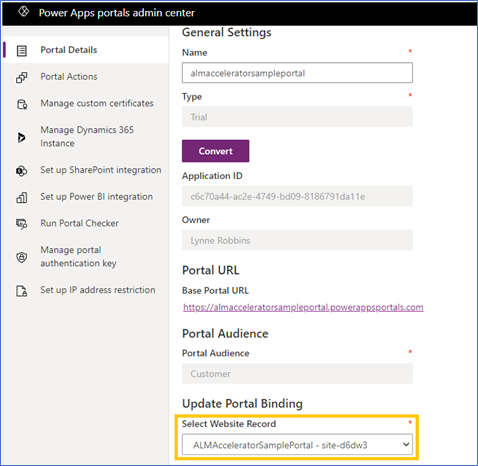 Power Apps portals admin center
Portal Details
Portal Actions
Manage custom certificates
Manage Dynamics 365
Instance
Set up SharePoint integration
Set up Power BI integration
Run Portal Checker
Manage portal
authentication key
Set up IP address restriction
General Settings
Name *
almacceleratorsampleportal
Type *
Trial
Convert
Application ID
c6c70a44-ac2e-4749-bd09-8186791da11e
Owner
Lynne Robbins
Portal URL
Base Portal URL
https://almacceleratorsampleportal.powerappsportals.com
Portal Audience
Portal Audience *
Customer
Update Portal Binding
Select Website Record *
ALMAcceleratorSamplePortal - site-d6dw3